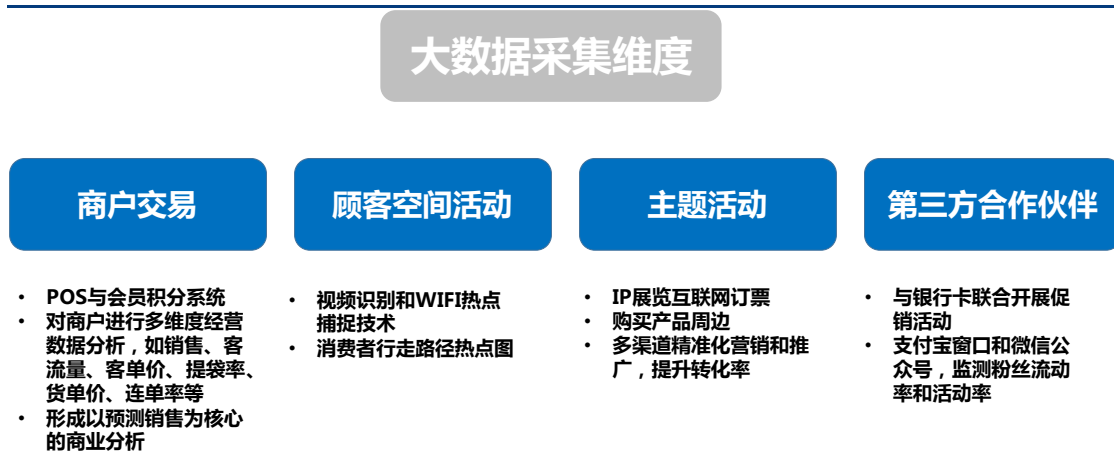 大数据采集维度
商户交易
顾客空间活动
主题活动
第三方合作伙伴
• POS与会员积分系统
• 对商户进行多维度经营
数据分析，如销售、客
流量、客单价、提袋率、
货单价、连单率等
• 形成以预测销售为核心
的商业分析
• 视频识别和WIFI热点
捕捉技术
• 消费者行走路径热点图
• IP展览互联网订票
• 购买产品周边
• 多渠道精准化营销和推
广，提升转化率
• 与银行卡联合开展促
销活动
• 支付宝窗口和微信公
众号，监测粉丝流动
率和活动率